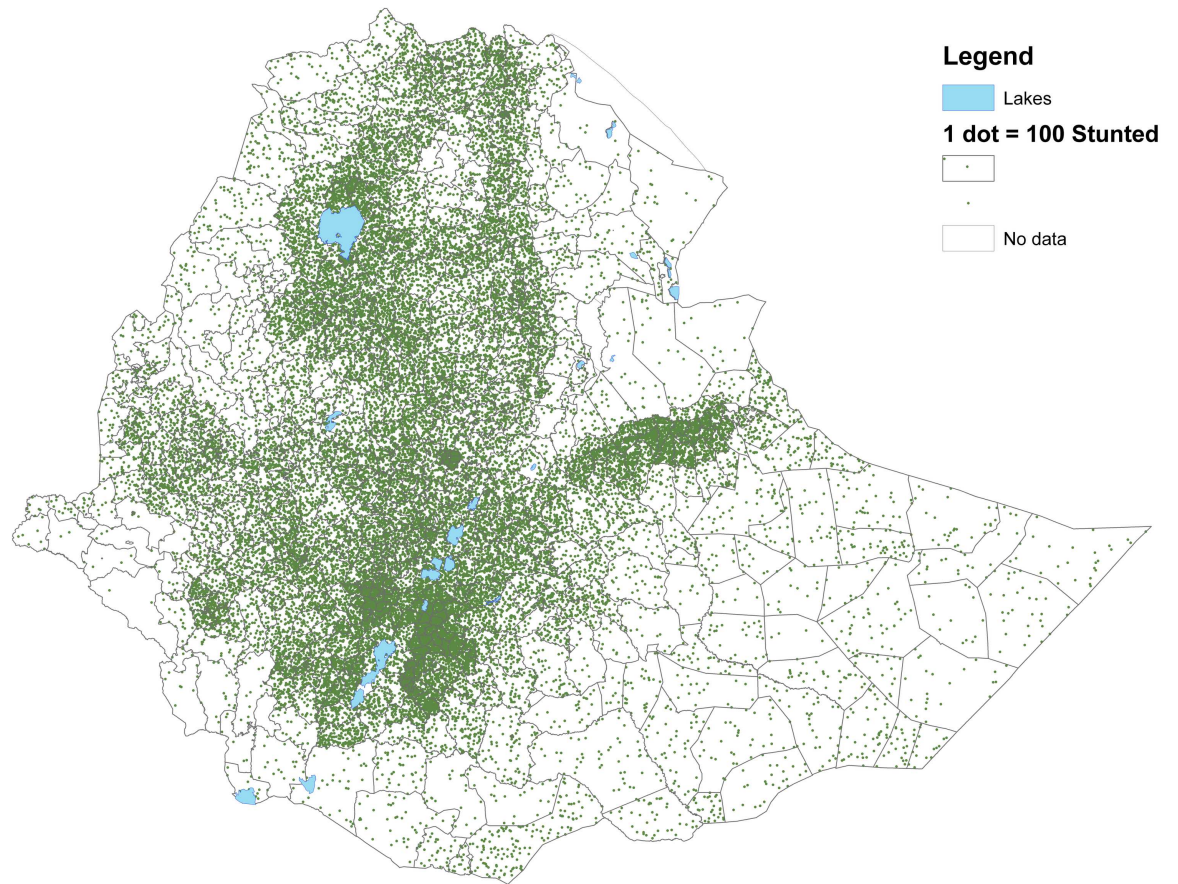 Legend
Lakes
1 dot = 100 Stunted
No data